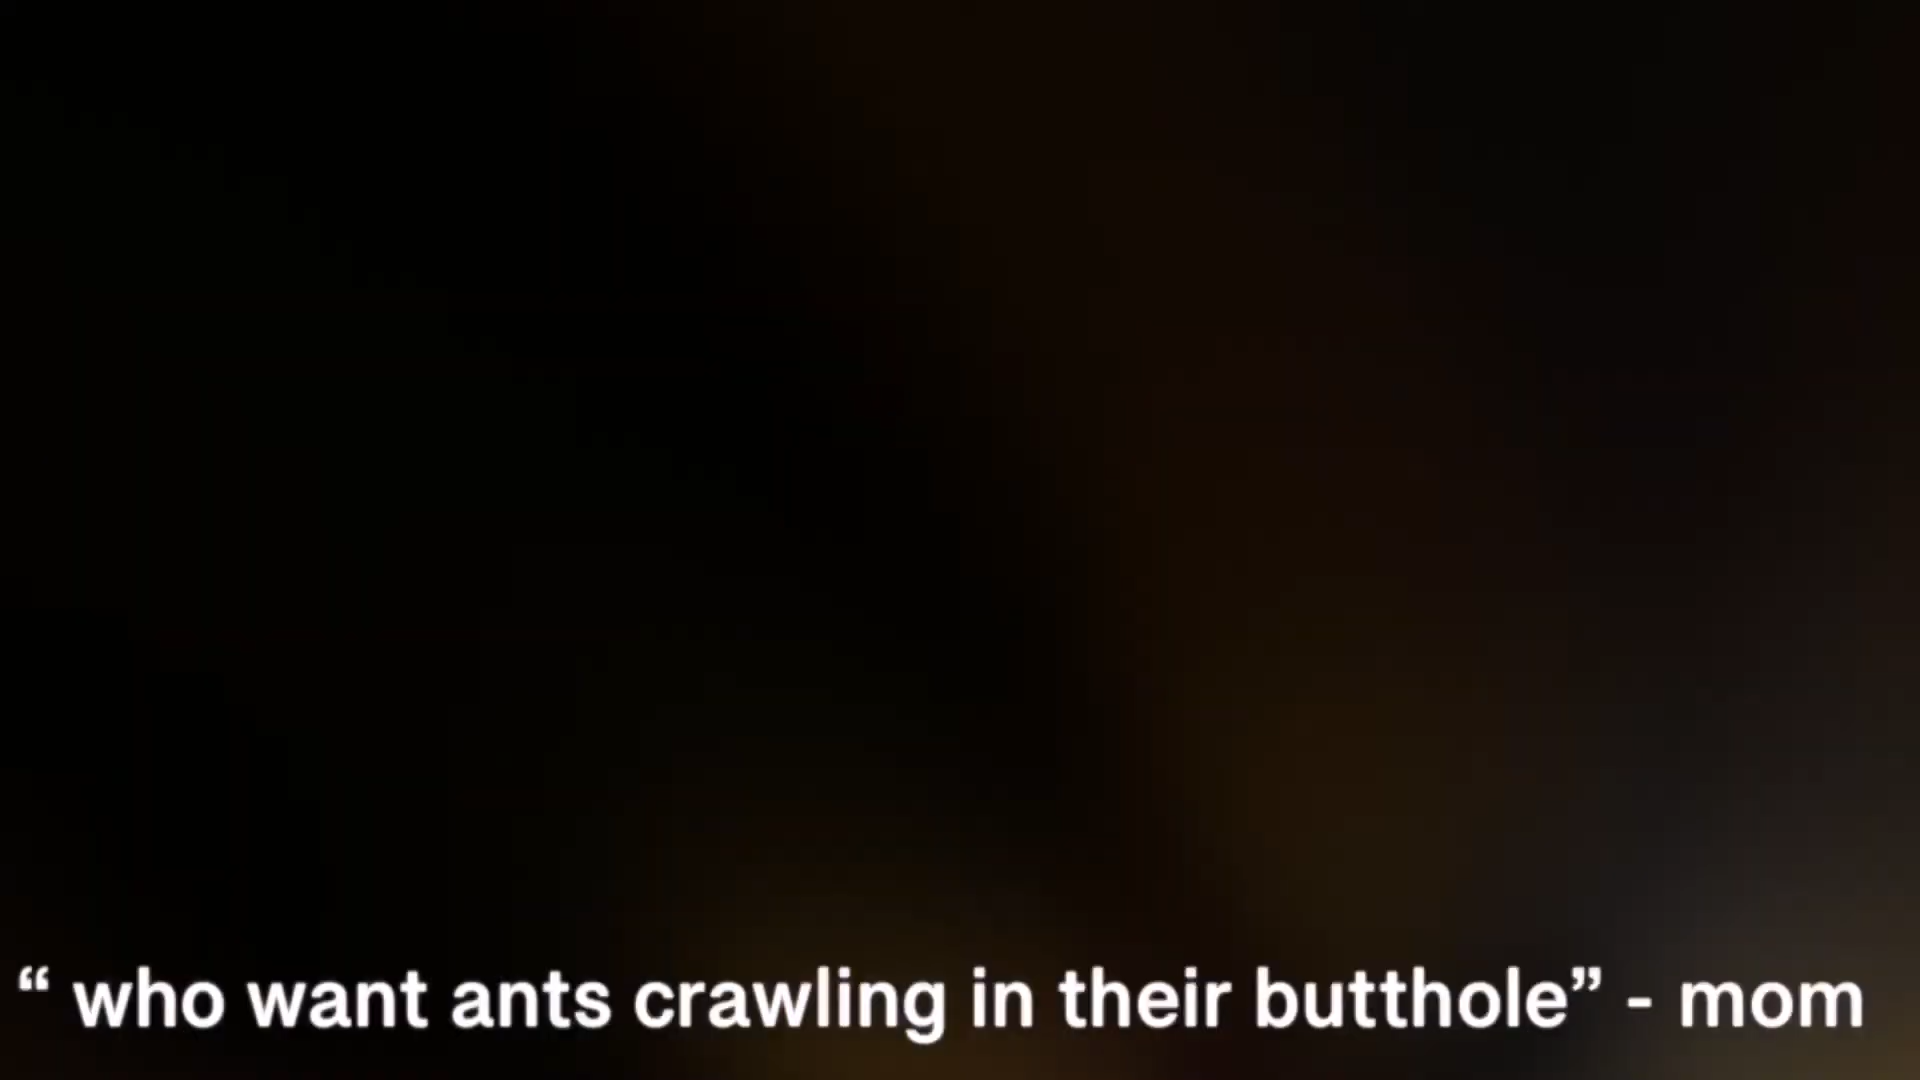 “ who want ants crawling in their butthole” - mom